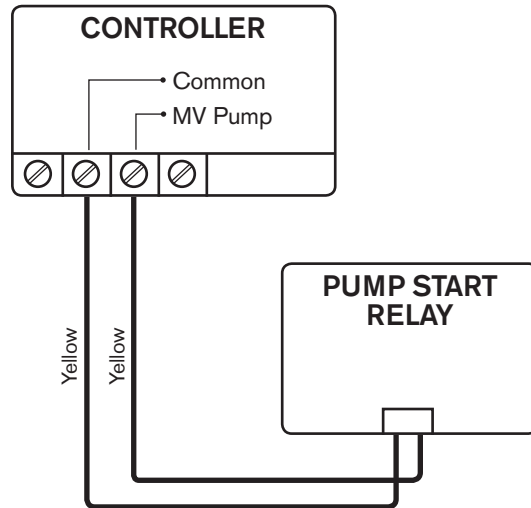 CONTROLLER
Common
MV Pump
Yellow
Yellow
PUMP START
RELAY